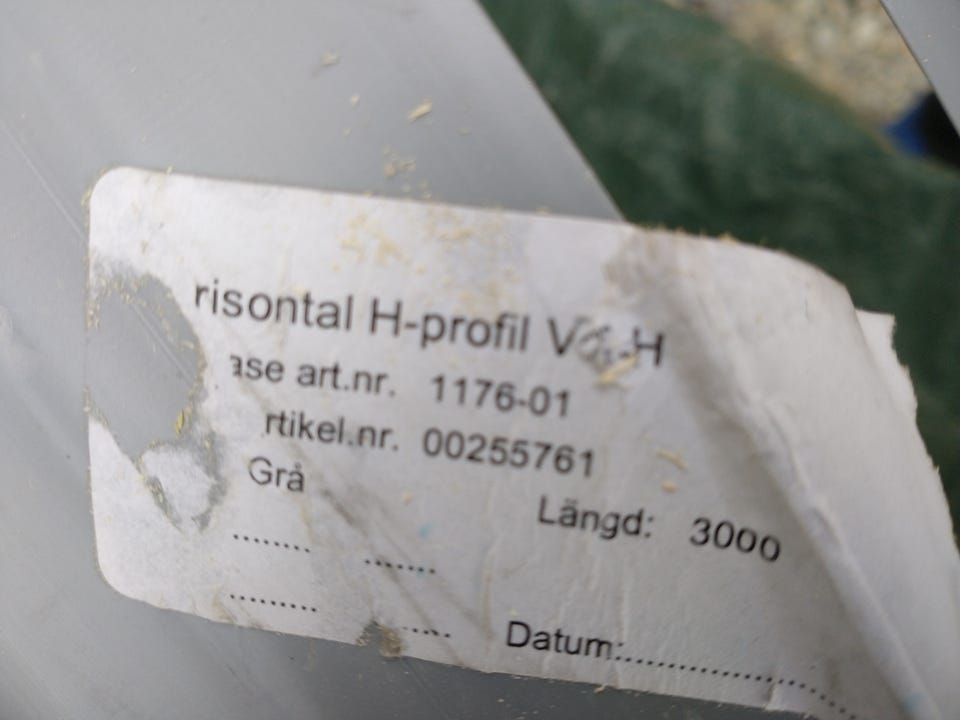 risontal H-profil
ase art.nr. 1176-01
rtikel.nr. 00255761
Grå
Längd: 3000
Datum: